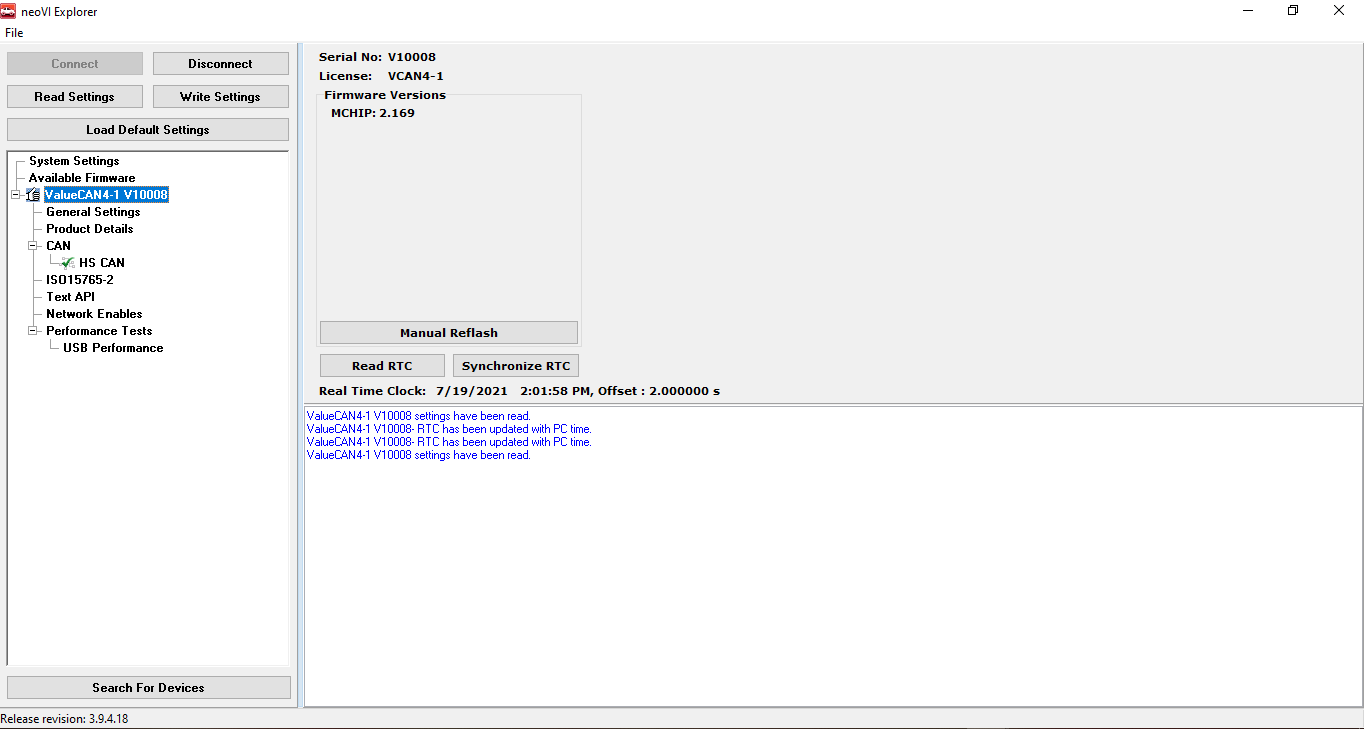 neoVI Explorer
File
Connect
Disconnect
Read Settings
Write Settings
Load Default Settings
System Settings
Available Firmware
ValueCAN4-1 V10008
General Settings
Product Details
CAN
HS CAN
ISO15765-2
Text API
Network Enables
Performance Tests
USB Performance
Search For Devices
Serial No: V10008
License: VCAN4-1
Firmware Versions
MCHIP: 2.169
Manual Reflash
Read RTC
Synchronize RTC
Real Time Clock: 7/19/2021 2:01:58 PM, Offset : 2.000000 s
ValueCAN4-1 V10008 settings have been read.
ValueCAN4-1 V10008- RTC has been updated with PC time.
ValueCAN4-1 V10008- RTC has been updated with PC time.
ValueCAN4-1 V10008 settings have been read.
Release revision: 3.9.4.18